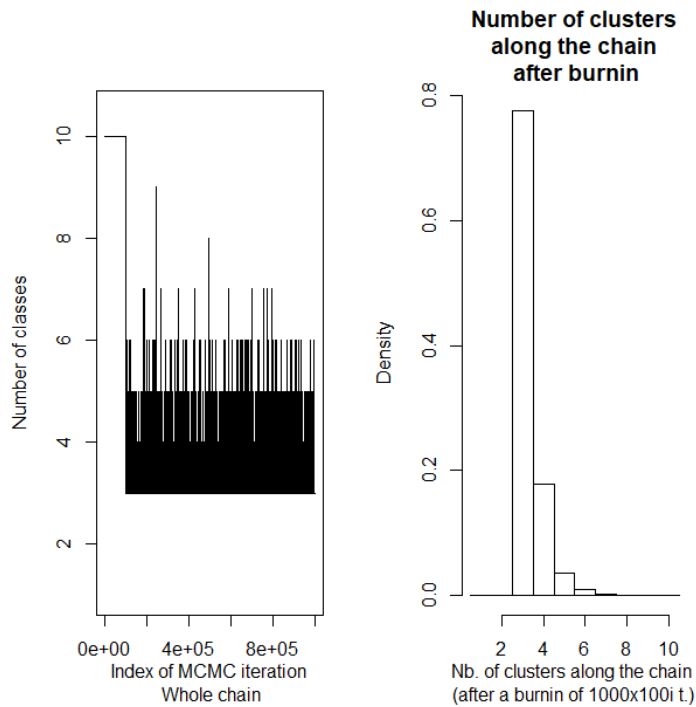 10
8
6
4
2
Number of classes
0e+00 4e+05 8e+05
Index of MCMC iteration
Whole chain
Number of clusters
along the chain
after burnin
0.8
0.6
0.4
0.2
0.0
Density
2 4 6 8 10
Nb. of clusters along the chain
(after a burnin of 1000x100i t.)